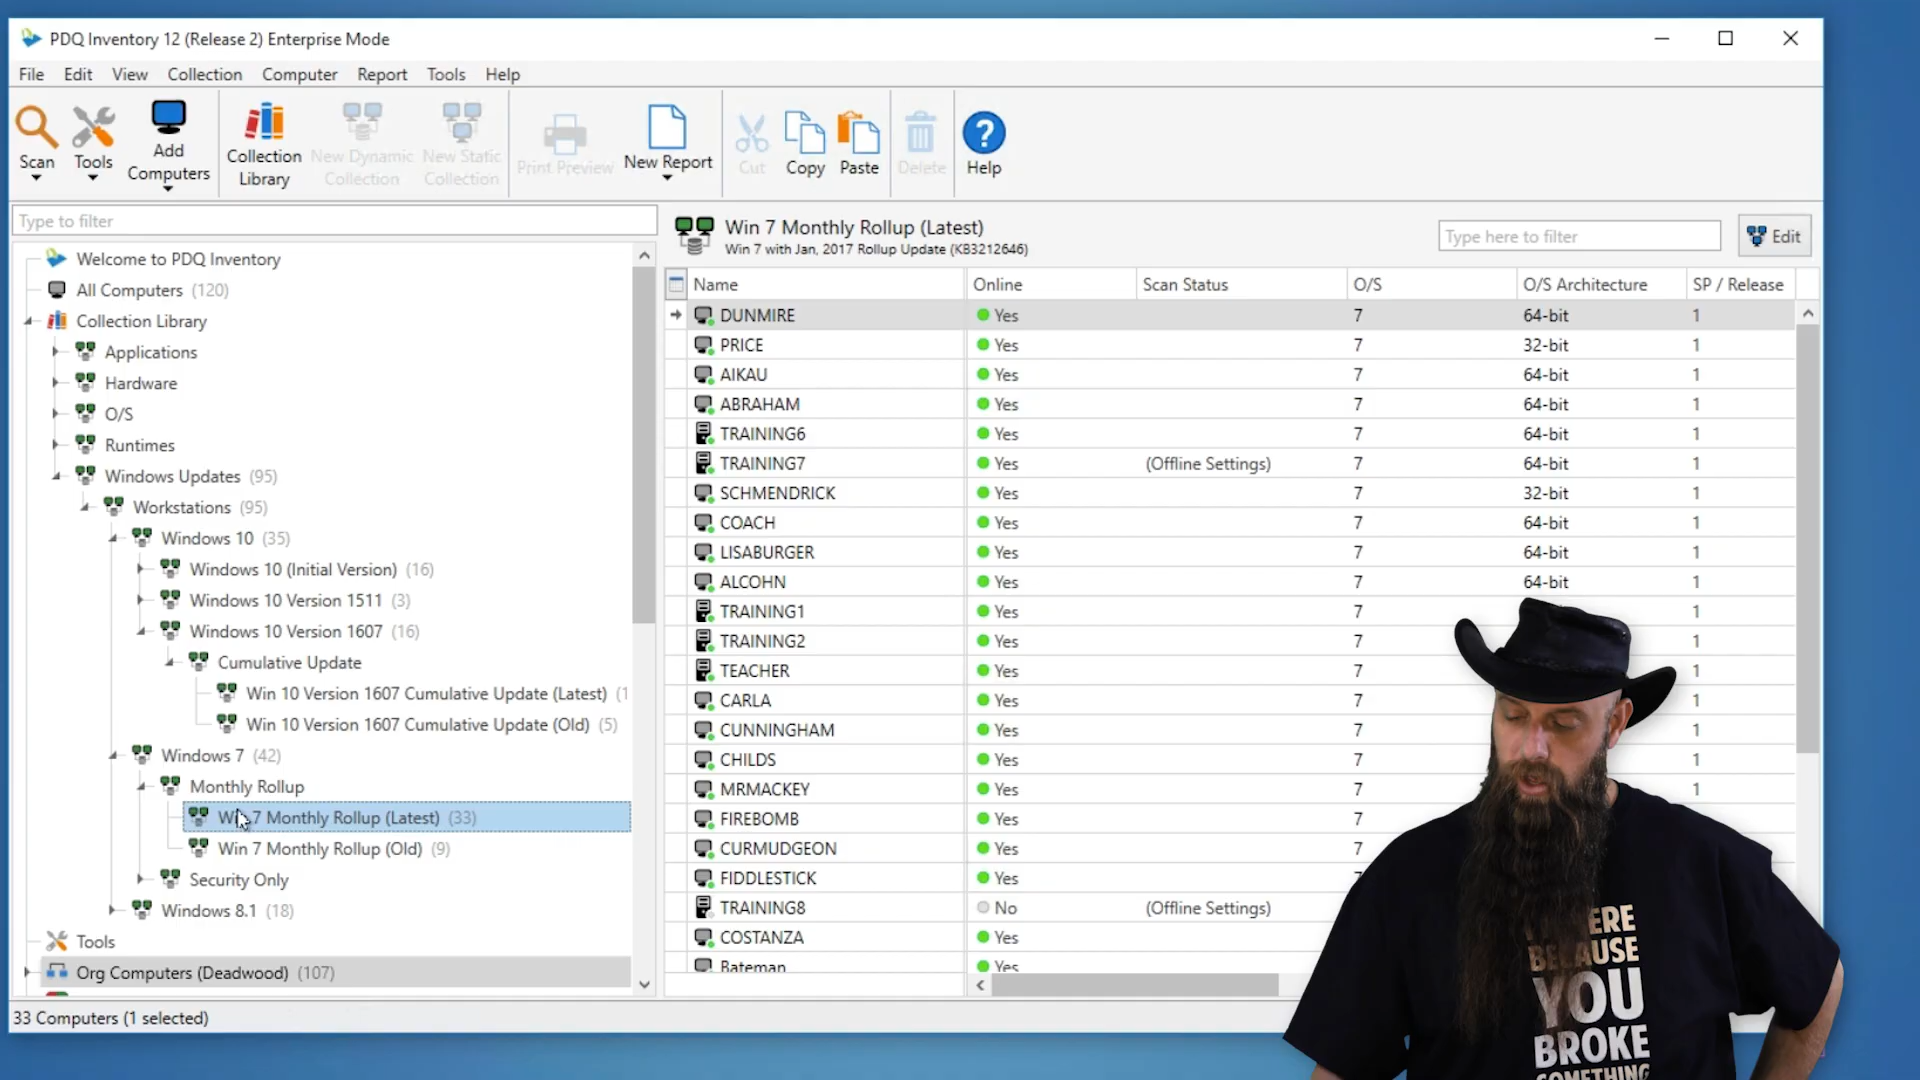 PDQ Inventory 12 (Release 2) Enterprise Mode
File Edit View Collection Computer Report Tools Help
Scan
Tools
Add Computers
Collection Library
New Dynamic Collection
New Static Collection
Print Preview
New Report
Cut
Copy
Paste
Delete
Help
Type to filter
Welcome to PDQ Inventory
All Computers (120)
Collection Library
Applications
Hardware
O/S
Runtimes
Windows Updates (95)
Workstations (95)
Windows 10 (35)
Windows 10 (Initial Version) (16)
Windows 10 Version 1511 (3)
Windows 10 Version 1607 (16)
Cumulative Update
Win 10 Version 1607 Cumulative Update (Latest) (1
Win 10 Version 1607 Cumulative Update (Old) (5)
Windows 7 (42)
Monthly Rollup
Win 7 Monthly Rollup (Latest) (33)
Win 7 Monthly Rollup (Old) (9)
Security Only
Windows 8.1 (18)
Tools
Org Computers (Deadwood) (107)
33 Computers (1 selected)
Win 7 Monthly Rollup (Latest)
Win 7 with Jan, 2017 Rollup Update (KB3212646)
Type here to filter
Edit
Name Online Scan Status O/S O/S Architecture SP / Release
DUNMIRE Yes 7 64-bit 1
PRICE Yes 7 32-bit 1
AIKAU Yes 7 64-bit 1
ABRAHAM Yes 7 64-bit 1
TRAINING6 Yes 7 64-bit 1
TRAINING7 Yes (Offline Settings) 7 64-bit 1
SCHMENDRICK Yes 7 32-bit 1
COACH Yes 7 64-bit 1
LISABURGER Yes 7 64-bit 1
ALCOHN Yes 7 64-bit 1
TRAINING1 Yes 7 1
TRAINING2 Yes 7 1
TEACHER Yes 7 1
CARLA Yes 7 1
CUNNINGHAM Yes 7 1
CHILDS Yes 7 1
MRMACKEY Yes 7 1
FIREBOMB Yes 7
CURMUDGEON Yes 7
FIDDLESTICK Yes 7
TRAINING8 No (Offline Settings)
COSTANZA Yes
Bateman Yes
BECAUSE
YOU
BROKE
SOMETHING